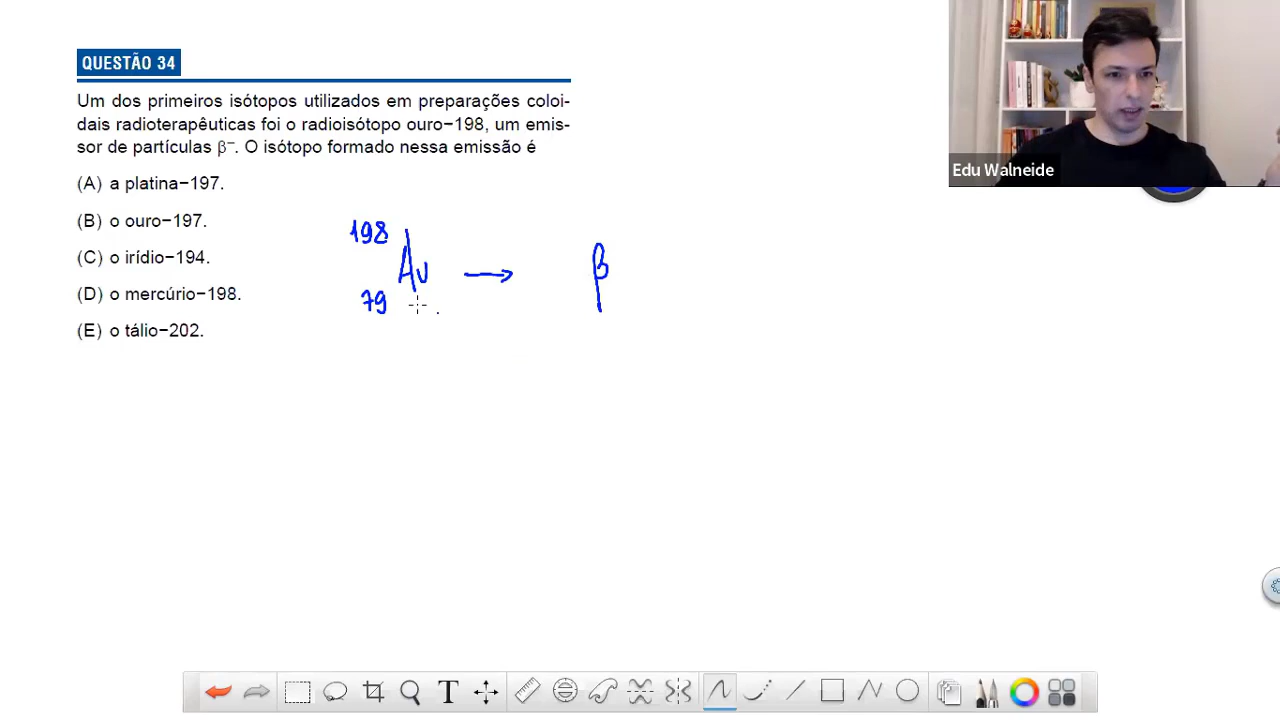 QUESTÃO 34
Um dos primeiros isótopos utilizados em preparações coloi-
dais radioterapêuticas foi o radioisótopo ouro−198, um emis-
sor de partículas β−. O isótopo formado nessa emissão é
(A) a platina−197.
(B) o ouro−197.
(C) o irídio−194.
(D) o mercúrio−198.
(E) o tálio−202.
198
Au → β
79
Edu Walneide
T